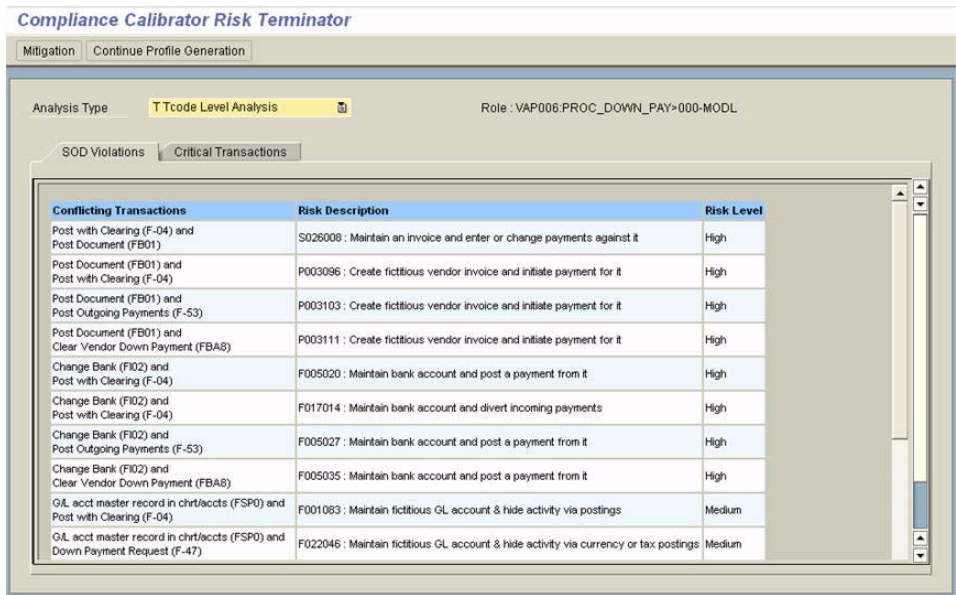 Compliance Calibrator Risk Terminator
Mitigation Continue Profile Generation
Analysis Type T Tcode Level Analysis Role : VAP006:PROC_DOWN_PAY>000-MODL
SOD Violations Critical Transactions
Conflicting Transactions Risk Description Risk Level
Post with Clearing (F-04) and
Post Document (FB01)
S026008 : Maintain an invoice and enter or change payments against it High
Post Document (FB01) and
Post with Clearing (F-04)
P003096 : Create fictitious vendor invoice and initiate payment for it High
Post Document (FB01) and
Post Outgoing Payments (F-53)
P003103 : Create fictitious vendor invoice and initiate payment for it High
Post Document (FB01) and
Clear Vendor Down Payment (FBA8)
P003111 : Create fictitious vendor invoice and initiate payment for it High
Change Bank (FI02) and
Post with Clearing (F-04)
F005020 : Maintain bank account and post a payment from it High
Change Bank (FI02) and
Post with Clearing (F-04)
F017014 : Maintain bank account and divert incoming payments High
Change Bank (FI02) and
Post Outgoing Payments (F-53)
F005027 : Maintain bank account and post a payment from it High
Change Bank (FI02) and
Clear Vendor Down Payment (FBA8)
F005035 : Maintain bank account and post a payment from it High
G/L acct master record in chrt/accts (FSP0) and
Post with Clearing (F-04)
F001083 : Maintain fictitious GL account & hide activity via postings Medium
G/L acct master record in chrt/accts (FSP0) and
Down Payment Request (F-47)
F022046 : Maintain fictitious GL account & hide activity via currency or tax postings Medium